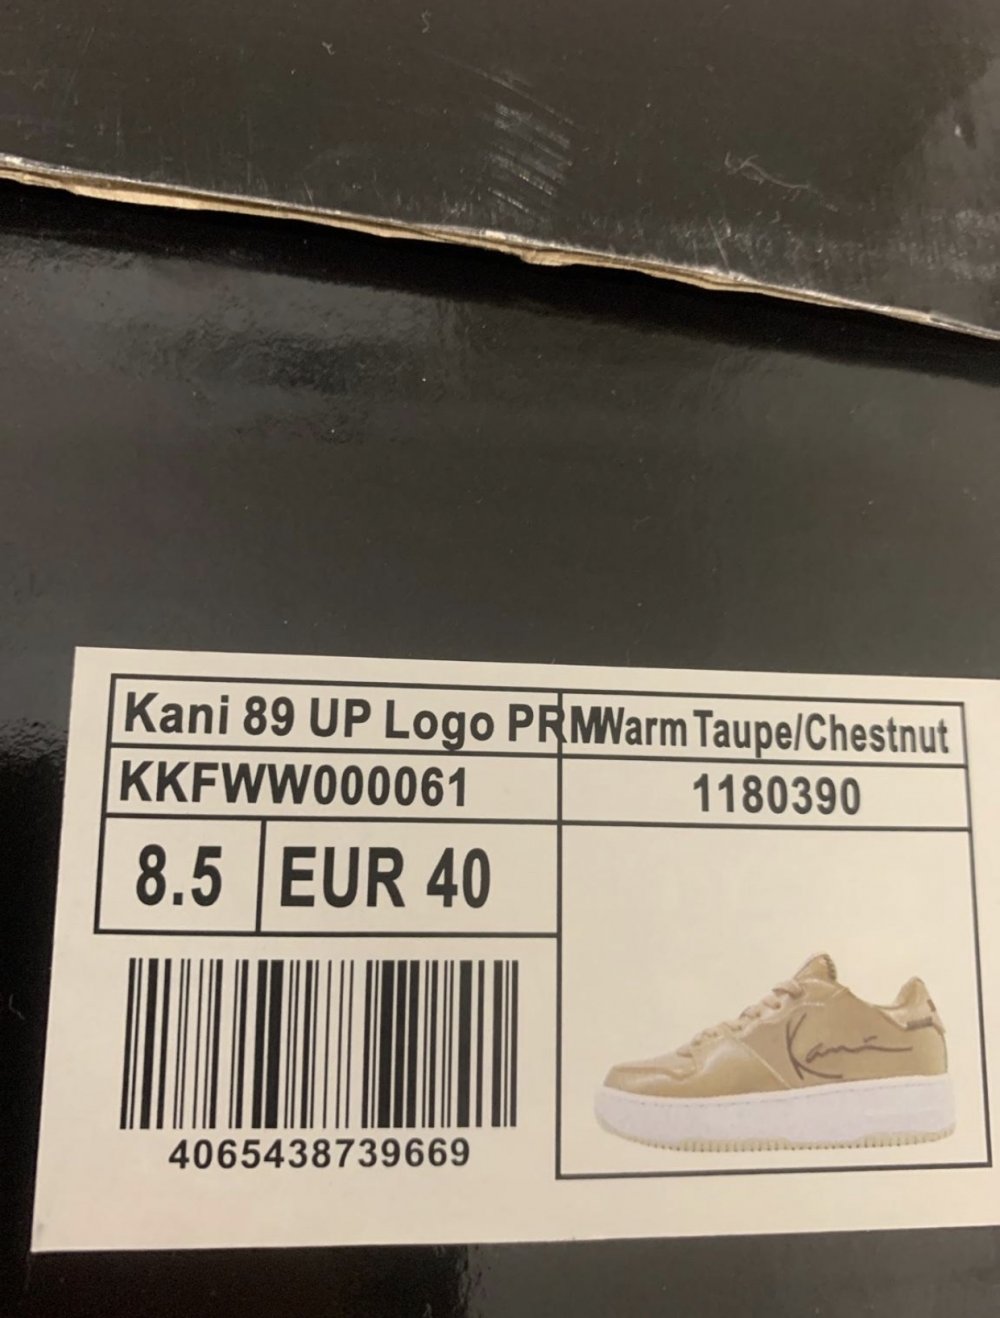 Kani 89 UP Logo PRM Warm Taupe/Chestnut
KKFWW000061
1180390
8.5
EUR 40
Kani
4065438739669